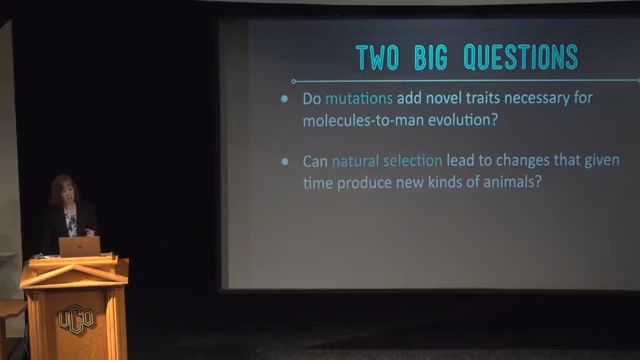 TWO BIG QUESTIONS
• Do mutations add novel traits necessary for
molecules-to-man evolution?
• Can natural selection lead to changes that given
time produce new kinds of animals?
UCO